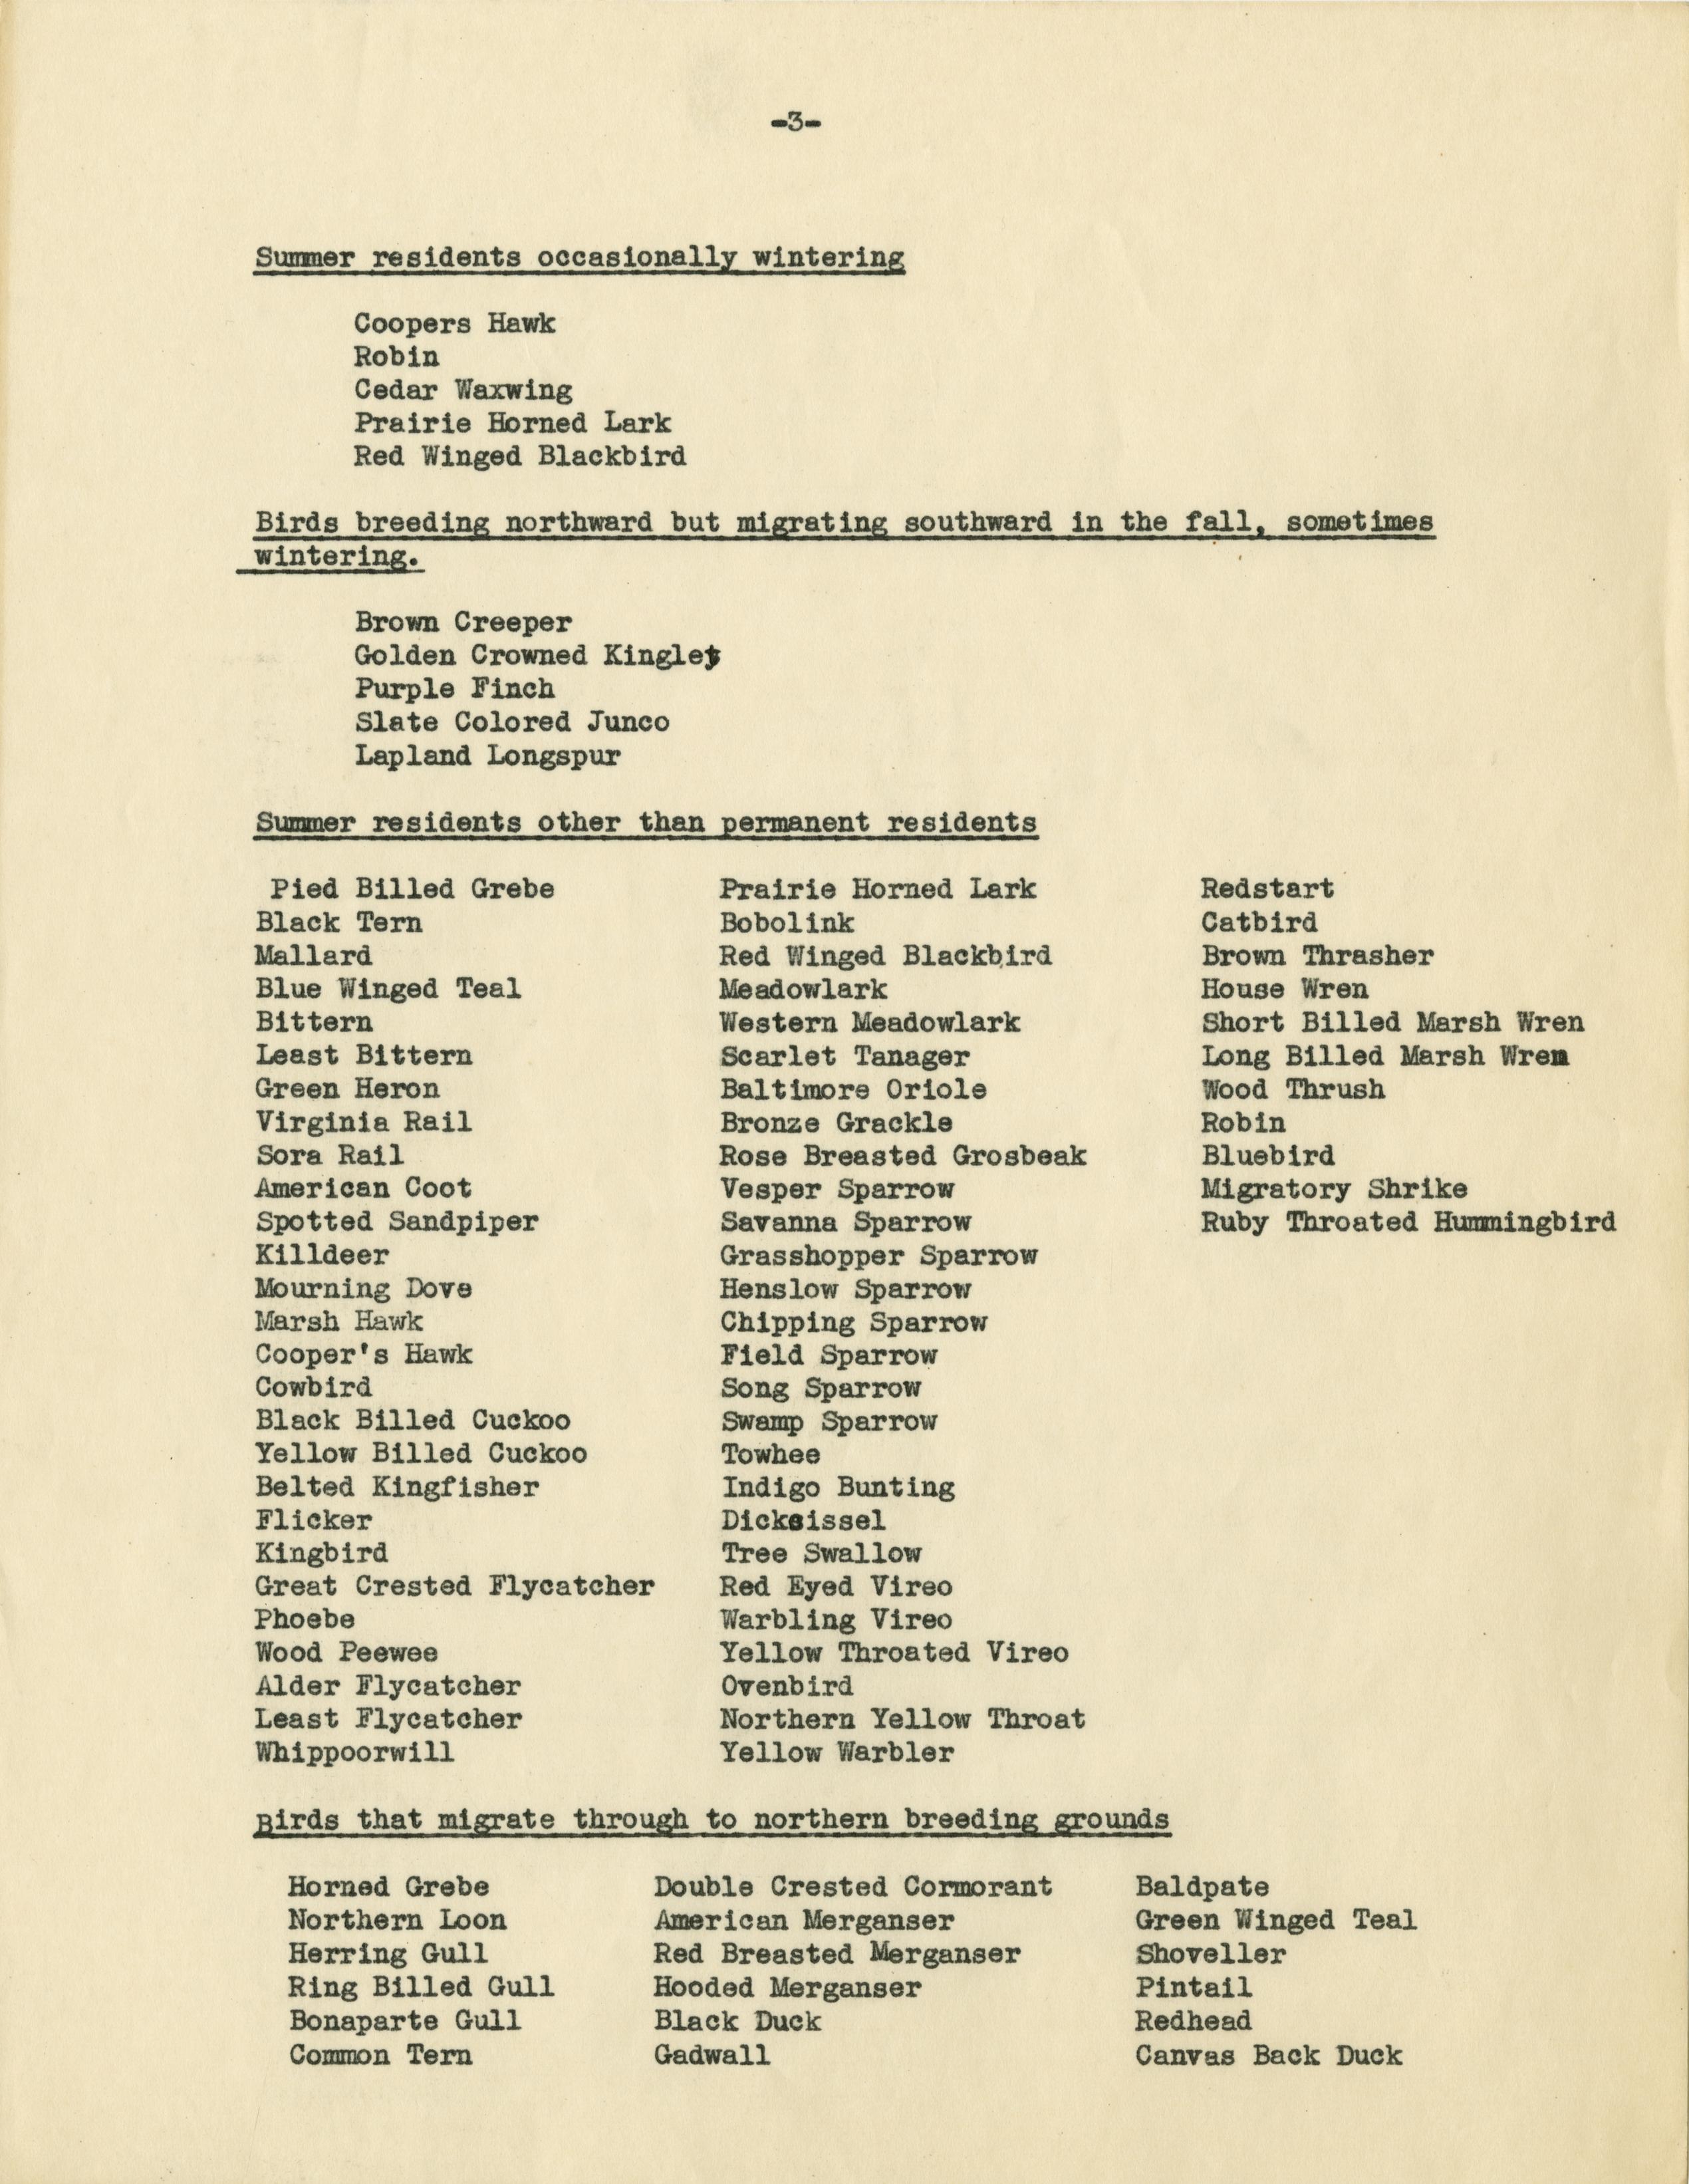 -3-
Summer residents occasionally wintering
Coopers Hawk
Robin
Cedar Waxwing
Prairie Horned Lark
Red Winged Blackbird
Birds breeding northward but migrating southward in the fall, sometimes
wintering.
Brown Creeper
Golden Crowned Kinglet
Purple Finch
Slate Colored Junco
Lapland Longspur
Summer residents other than permanent residents
Pied Billed Grebe
Black Tern
Mallard
Blue Winged Teal
Bittern
Least Bittern
Green Heron
Virginia Rail
Sora Rail
American Coot
Spotted Sandpiper
Killdeer
Mourning Dove
Marsh Hawk
Cooper's Hawk
Cowbird
Black Billed Cuckoo
Yellow Billed Cuckoo
Belted Kingfisher
Flicker
Kingbird
Great Crested Flycatcher
Phoebe
Wood Peewee
Alder Flycatcher
Least Flycatcher
Whippoorwill
Prairie Horned Lark
Bobolink
Red Winged Blackbird
Meadowlark
Western Meadowlark
Scarlet Tanager
Baltimore Oriole
Bronze Grackle
Rose Breasted Grosbeak
Vesper Sparrow
Savanna Sparrow
Grasshopper Sparrow
Henslow Sparrow
Chipping Sparrow
Field Sparrow
Song Sparrow
Swamp Sparrow
Towhee
Indigo Bunting
Dicksissel
Tree Swallow
Red Eyed Vireo
Warbling Vireo
Yellow Throated Vireo
Ovenbird
Northern Yellow Throat
Yellow Warbler
Redstart
Catbird
Brown Thrasher
House Wren
Short Billed Marsh Wren
Long Billed Marsh Wren
Wood Thrush
Robin
Bluebird
Migratory Shrike
Ruby Throated Hummingbird
Birds that migrate through to northern breeding grounds
Horned Grebe
Northern Loon
Herring Gull
Ring Billed Gull
Bonaparte Gull
Common Tern
Double Crested Cormorant
American Merganser
Red Breasted Merganser
Hooded Merganser
Black Duck
Gadwall
Baldpate
Green Winged Teal
Shoveller
Pintail
Redhead
Canvas Back Duck